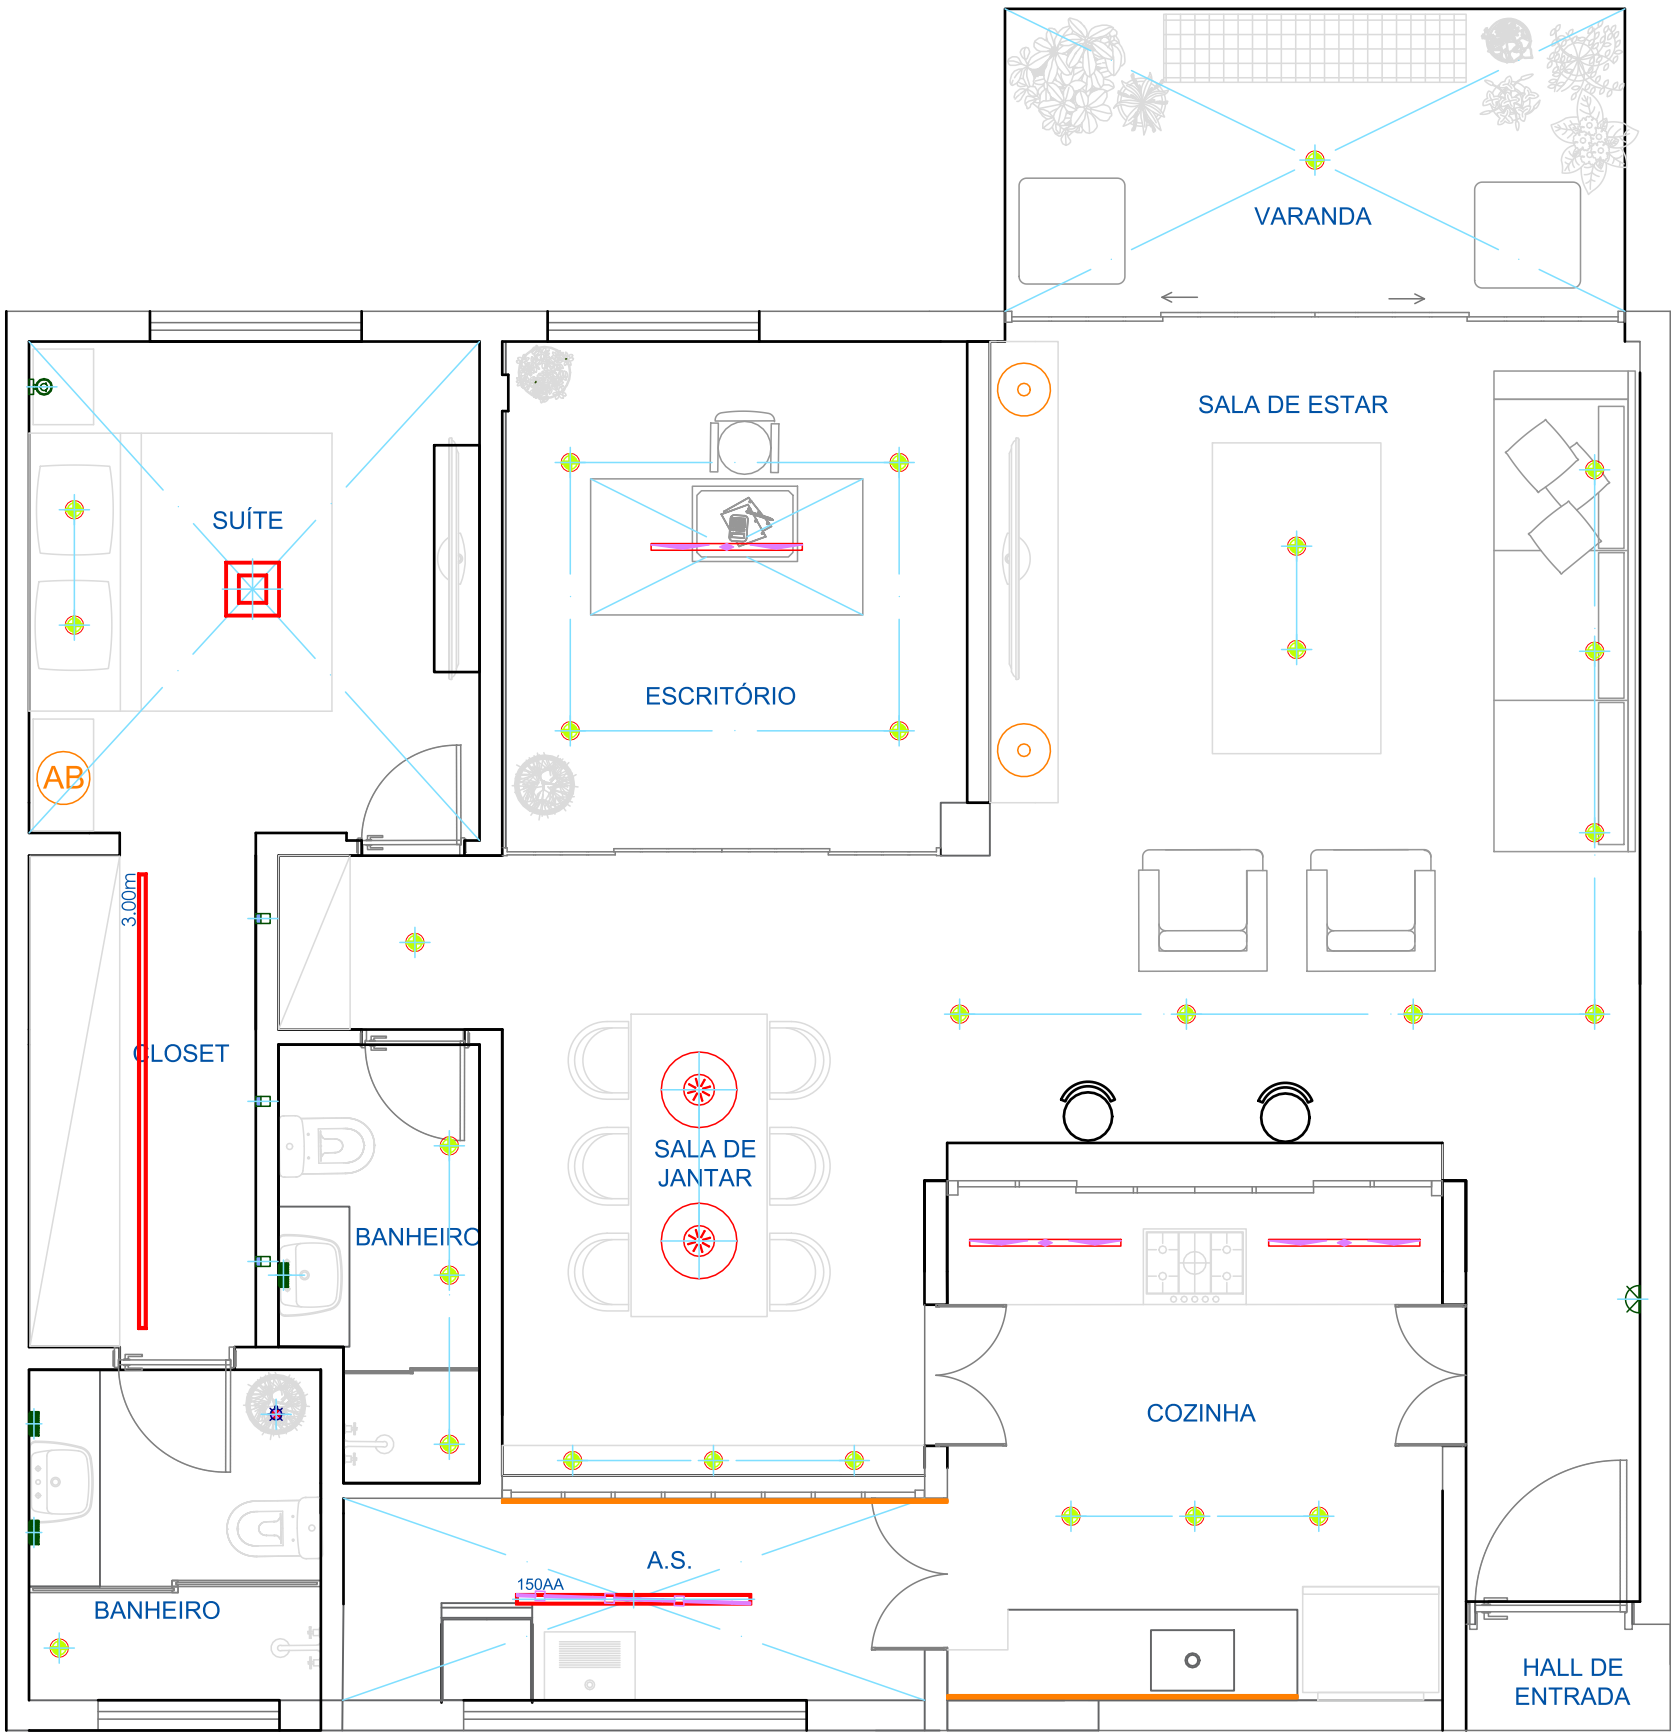 VARANDA
SALA DE ESTAR
SUÍTE
ESCRITÓRIO
AB
3.00m
CLOSET
SALA DE
JANTAR
BANHEIRO
COZINHA
A.S.
150AA
BANHEIRO
HALL DE
ENTRADA